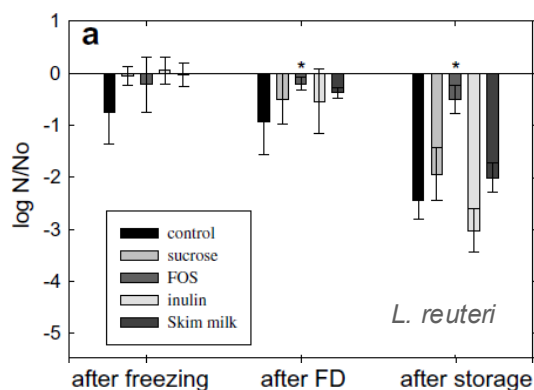 a
1
0
-1
-2
-3
-4
-5
log N/No
* *
control
sucrose
FOS
inulin
Skim milk
L. reuteri
after freezing after FD after storage